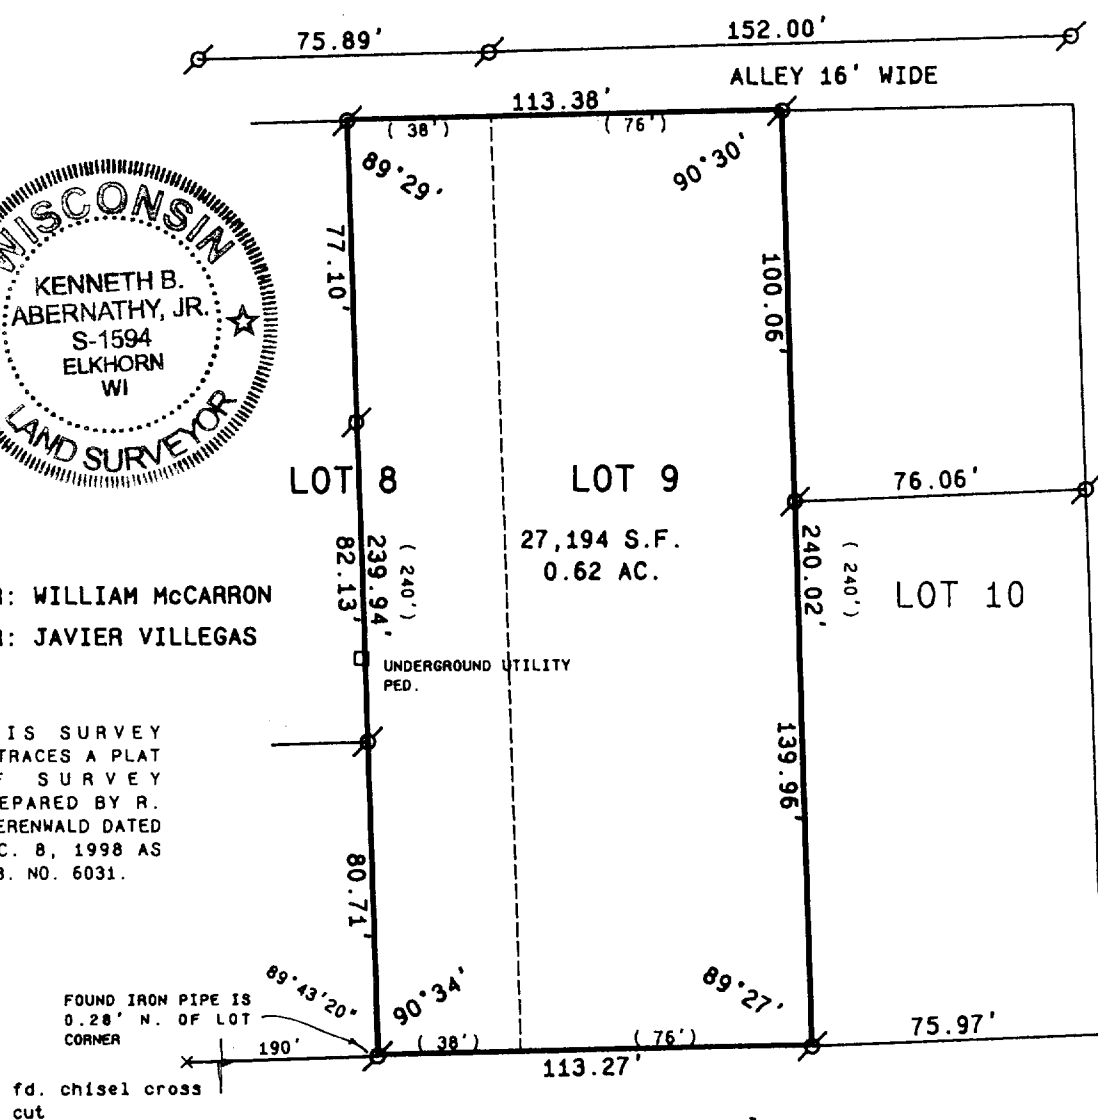 75.89'
152.00'
ALLEY 16' WIDE
113.38'
( 38')
( 76')
89°29'
90°30'
WISCONSIN
KENNETH B.
ABERNATHY, JR.
S-1594
ELKHORN
WI
LAND SURVEYOR
77.10'
100.06'
LOT 8
LOT 9
76.06'
27,194 S.F.
0.62 AC.
82.13'
239.94'
( 240')
240.02'
( 240')
LOT 10
R: WILLIAM McCARRON
R: JAVIER VILLEGAS
UNDERGROUND UTILITY
PED.
IS SURVEY
TRACES A PLAT
F SURVEY
EPARED BY R.
ERENWALD DATED
C. 8, 1998 AS
B. NO. 6031.
139.96'
80.71'
89°43'20"
90°34'
89°27'
FOUND IRON PIPE IS
0.28' N. OF LOT
CORNER
190'
( 38')
( 76')
75.97'
113.27'
fd. chisel cross
cut